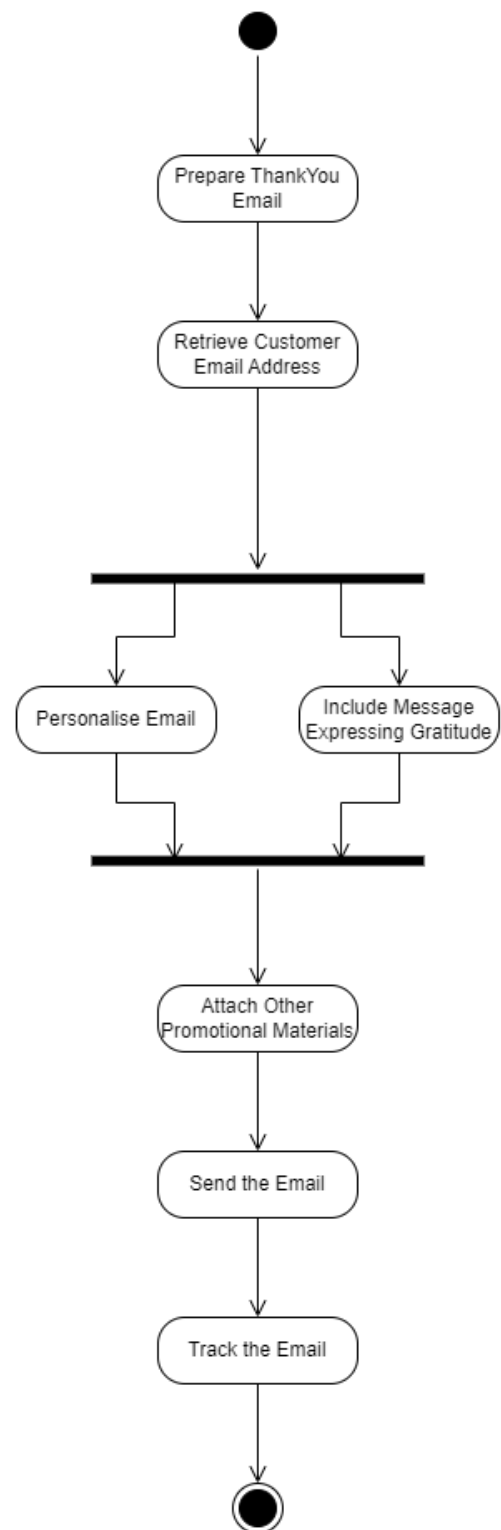 Prepare ThankYou
Email
Retrieve Customer
Email Address
Personalise Email
Include Message
Expressing Gratitude
Attach Other
Promotional Materials
Send the Email
Track the Email